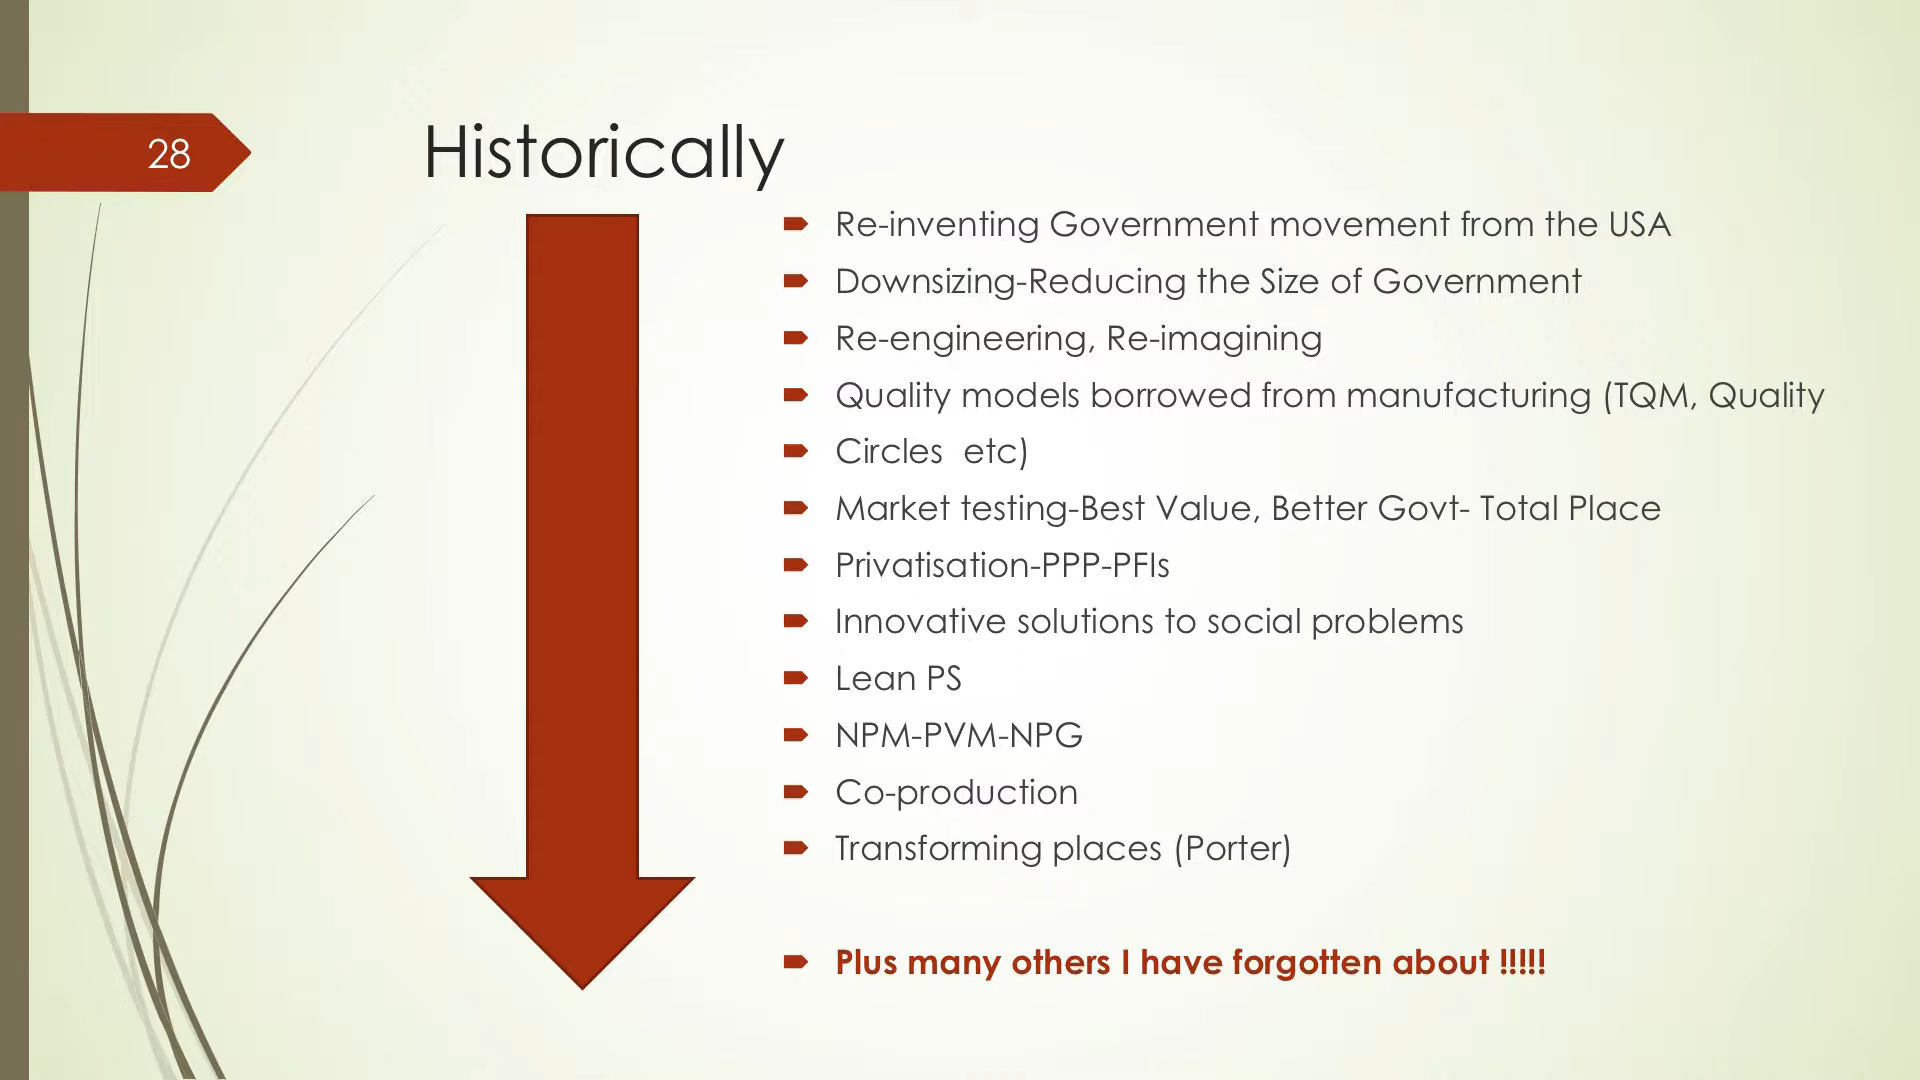 28
Historically
Re-inventing Government movement from the USA
Downsizing-Reducing the Size of Government
Re-engineering, Re-imagining
Quality models borrowed from manufacturing (TQM, Quality
Circles  etc)
Market testing-Best Value, Better Govt- Total Place
Privatisation-PPP-PFIs
Innovative solutions to social problems
Lean PS
NPM-PVM-NPG
Co-production
Transforming places (Porter)
Plus many others I have forgotten about !!!!!